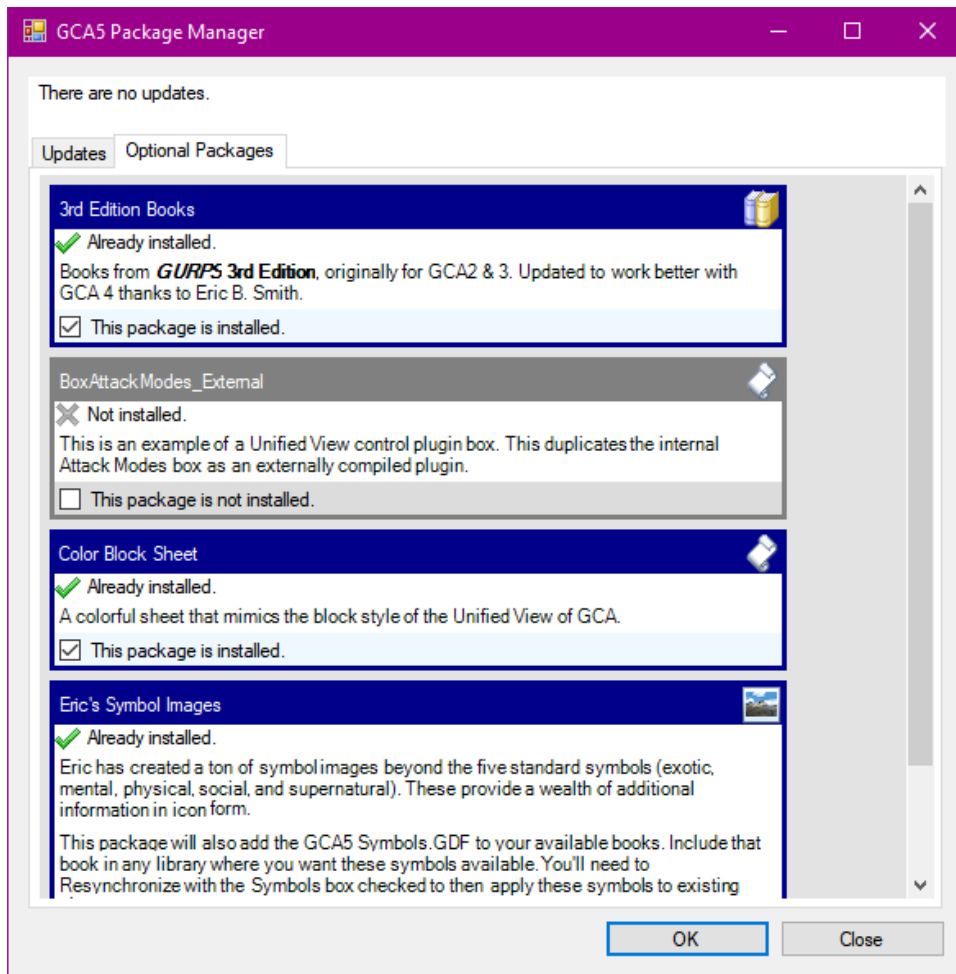 GCA5 Package Manager
There are no updates.
Updates Optional Packages
3rd Edition Books
Already installed.
Books from GURPS 3rd Edition, originally for GCA2 & 3. Updated to work better with
GCA 4 thanks to Eric B. Smith.
This package is installed.
BoxAttackModes_External
Not installed.
This is an example of a Unified View control plugin box. This duplicates the internal
Attack Modes box as an externally compiled plugin.
This package is not installed.
Color Block Sheet
Already installed.
A colorful sheet that mimics the block style of the Unified View of GCA.
This package is installed.
Eric's Symbol Images
Already installed.
Eric has created a ton of symbol images beyond the five standard symbols (exotic,
mental, physical, social, and supernatural). These provide a wealth of additional
information in icon form.
This package will also add the GCA5 Symbols.GDF to your available books. Include that
book in any library where you want these symbols available. You'll need to
Resynchronize with the Symbols box checked to then apply these symbols to existing
OK Close